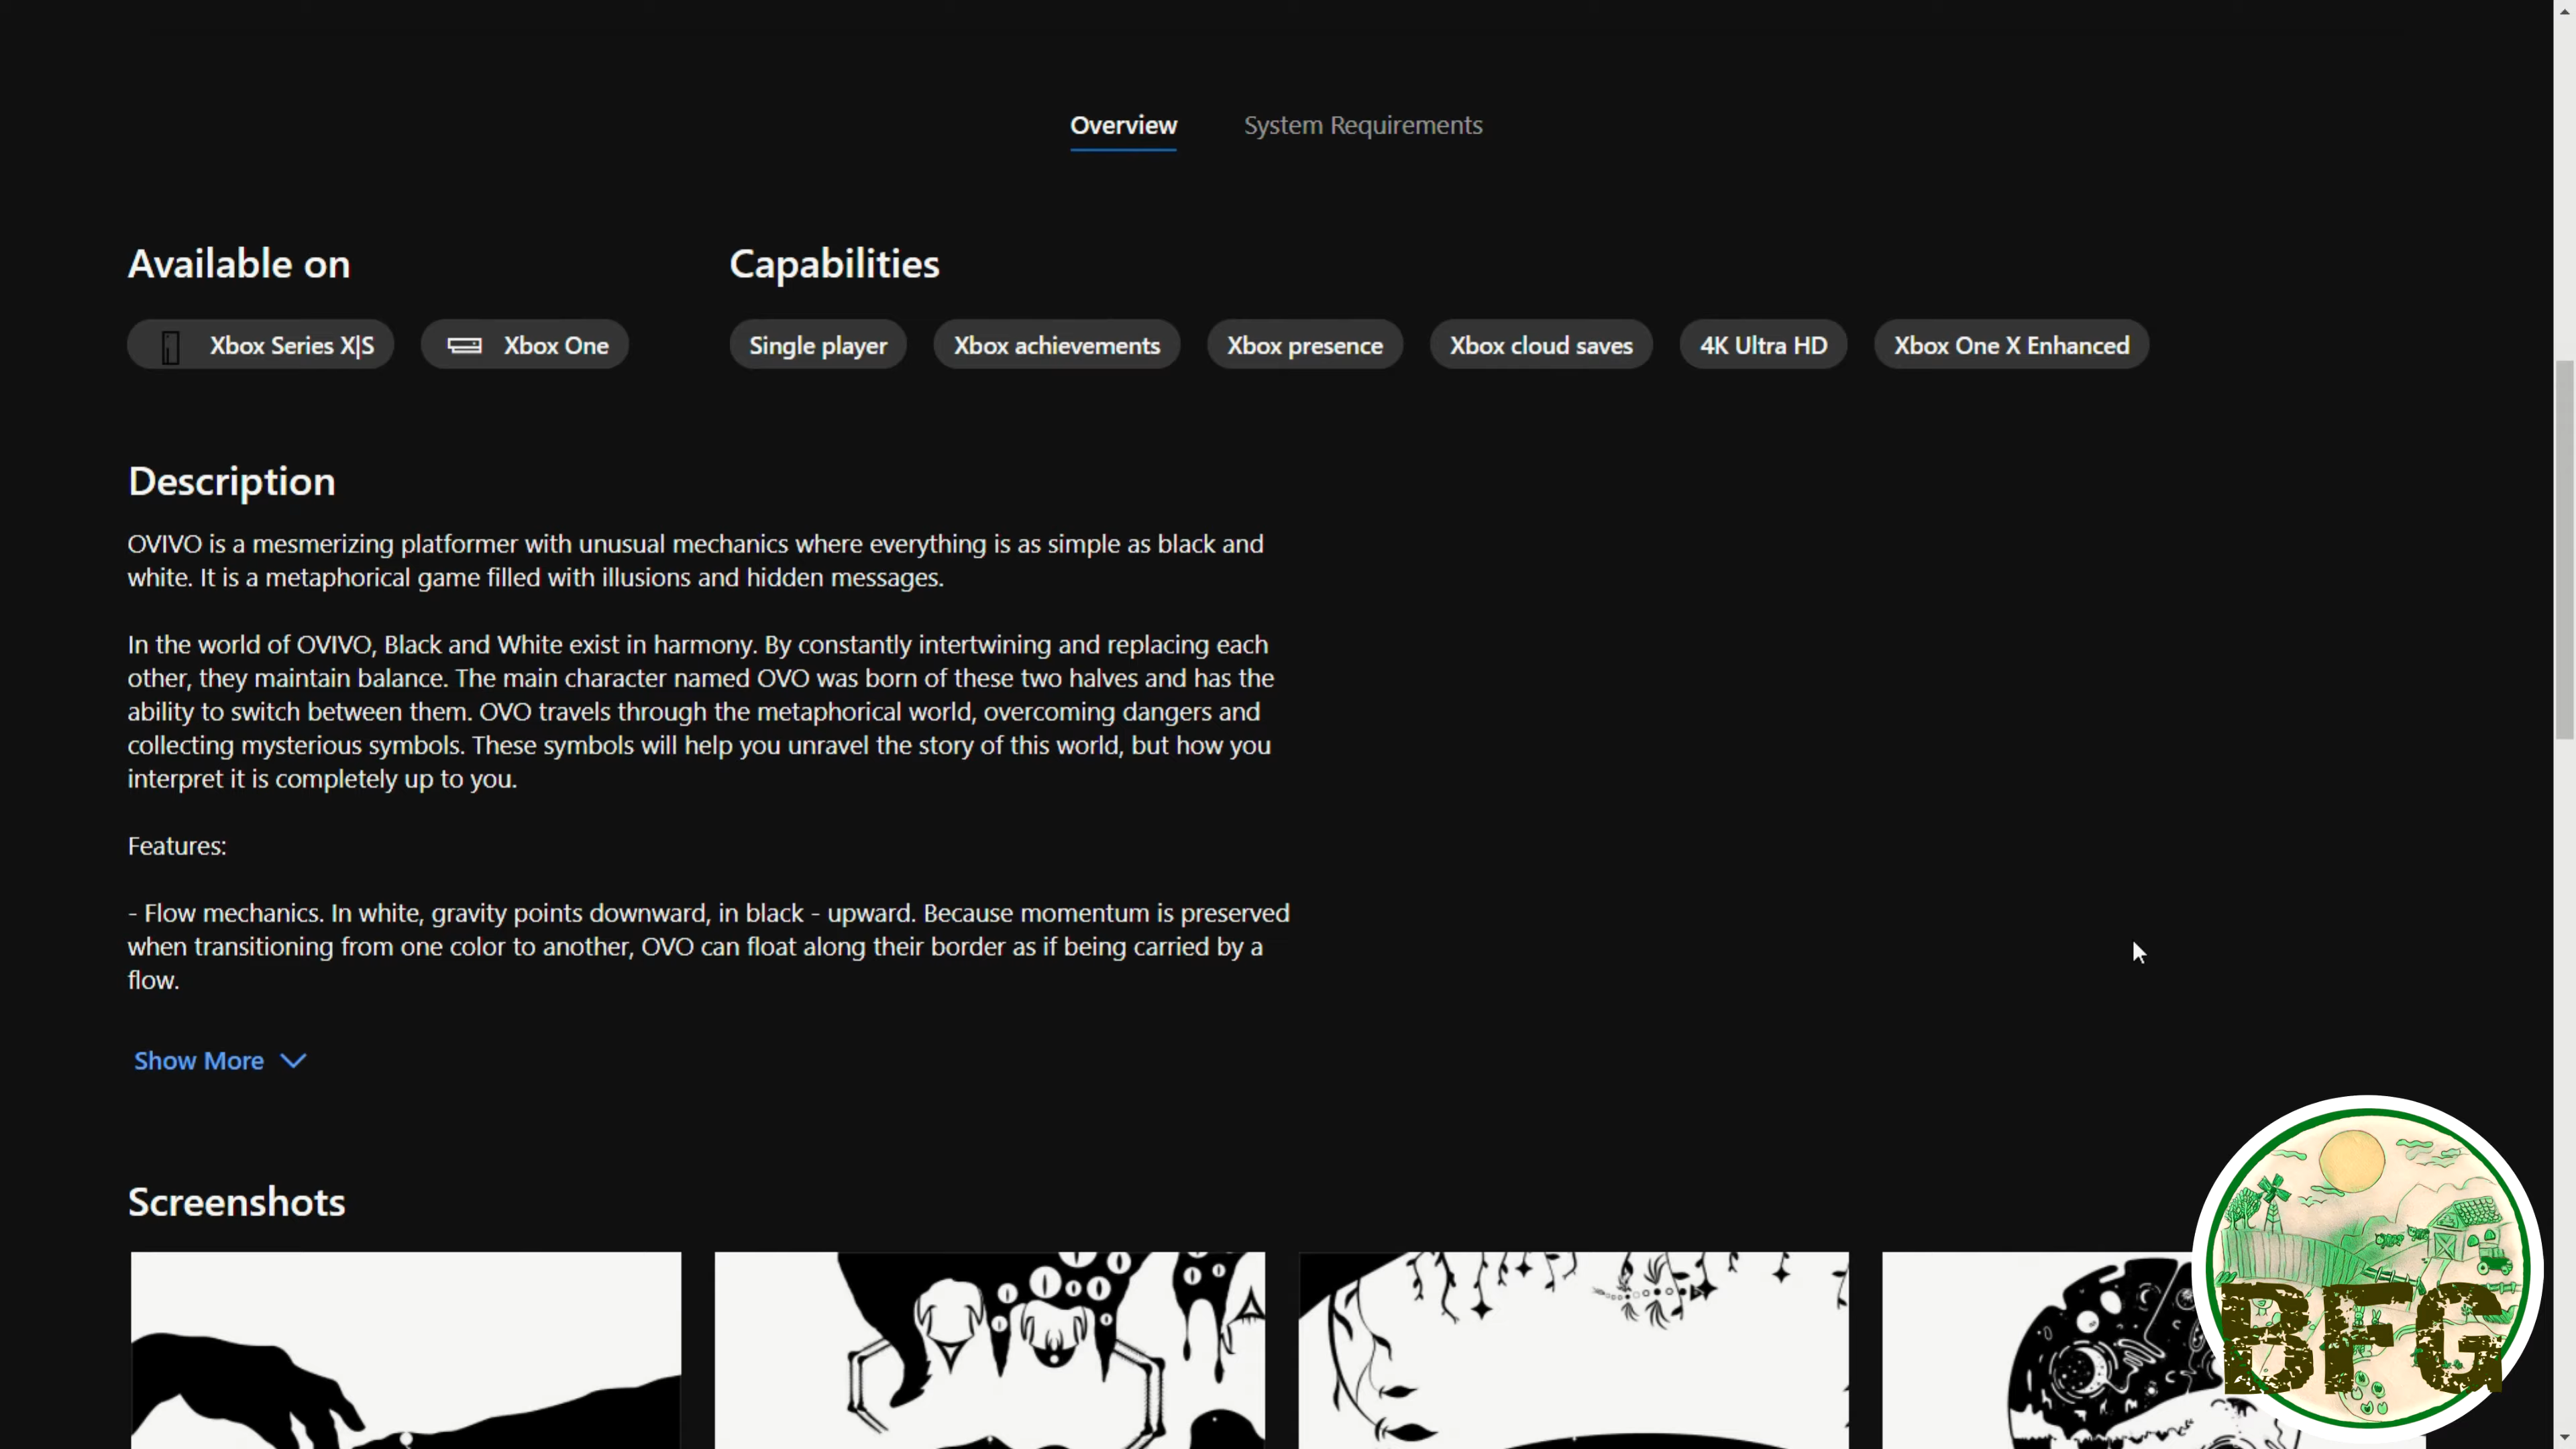 Overview
System Requirements
Available on
Capabilities
Xbox Series X|S
Xbox One
Single player
Xbox achievements
Xbox presence
Xbox cloud saves
4K Ultra HD
Xbox One X Enhanced
Description
OVIVO is a mesmerizing platformer with unusual mechanics where everything is as simple as black and
white. It is a metaphorical game filled with illusions and hidden messages.
In the world of OVIVO, Black and White exist in harmony. By constantly intertwining and replacing each
other, they maintain balance. The main character named OVO was born of these two halves and has the
ability to switch between them. OVO travels through the metaphorical world, overcoming dangers and
collecting mysterious symbols. These symbols will help you unravel the story of this world, but how you
interpret it is completely up to you.
Features:
- Flow mechanics. In white, gravity points downward, in black - upward. Because momentum is preserved
when transitioning from one color to another, OVO can float along their border as if being carried by a
flow.
Show More
Screenshots
BFG